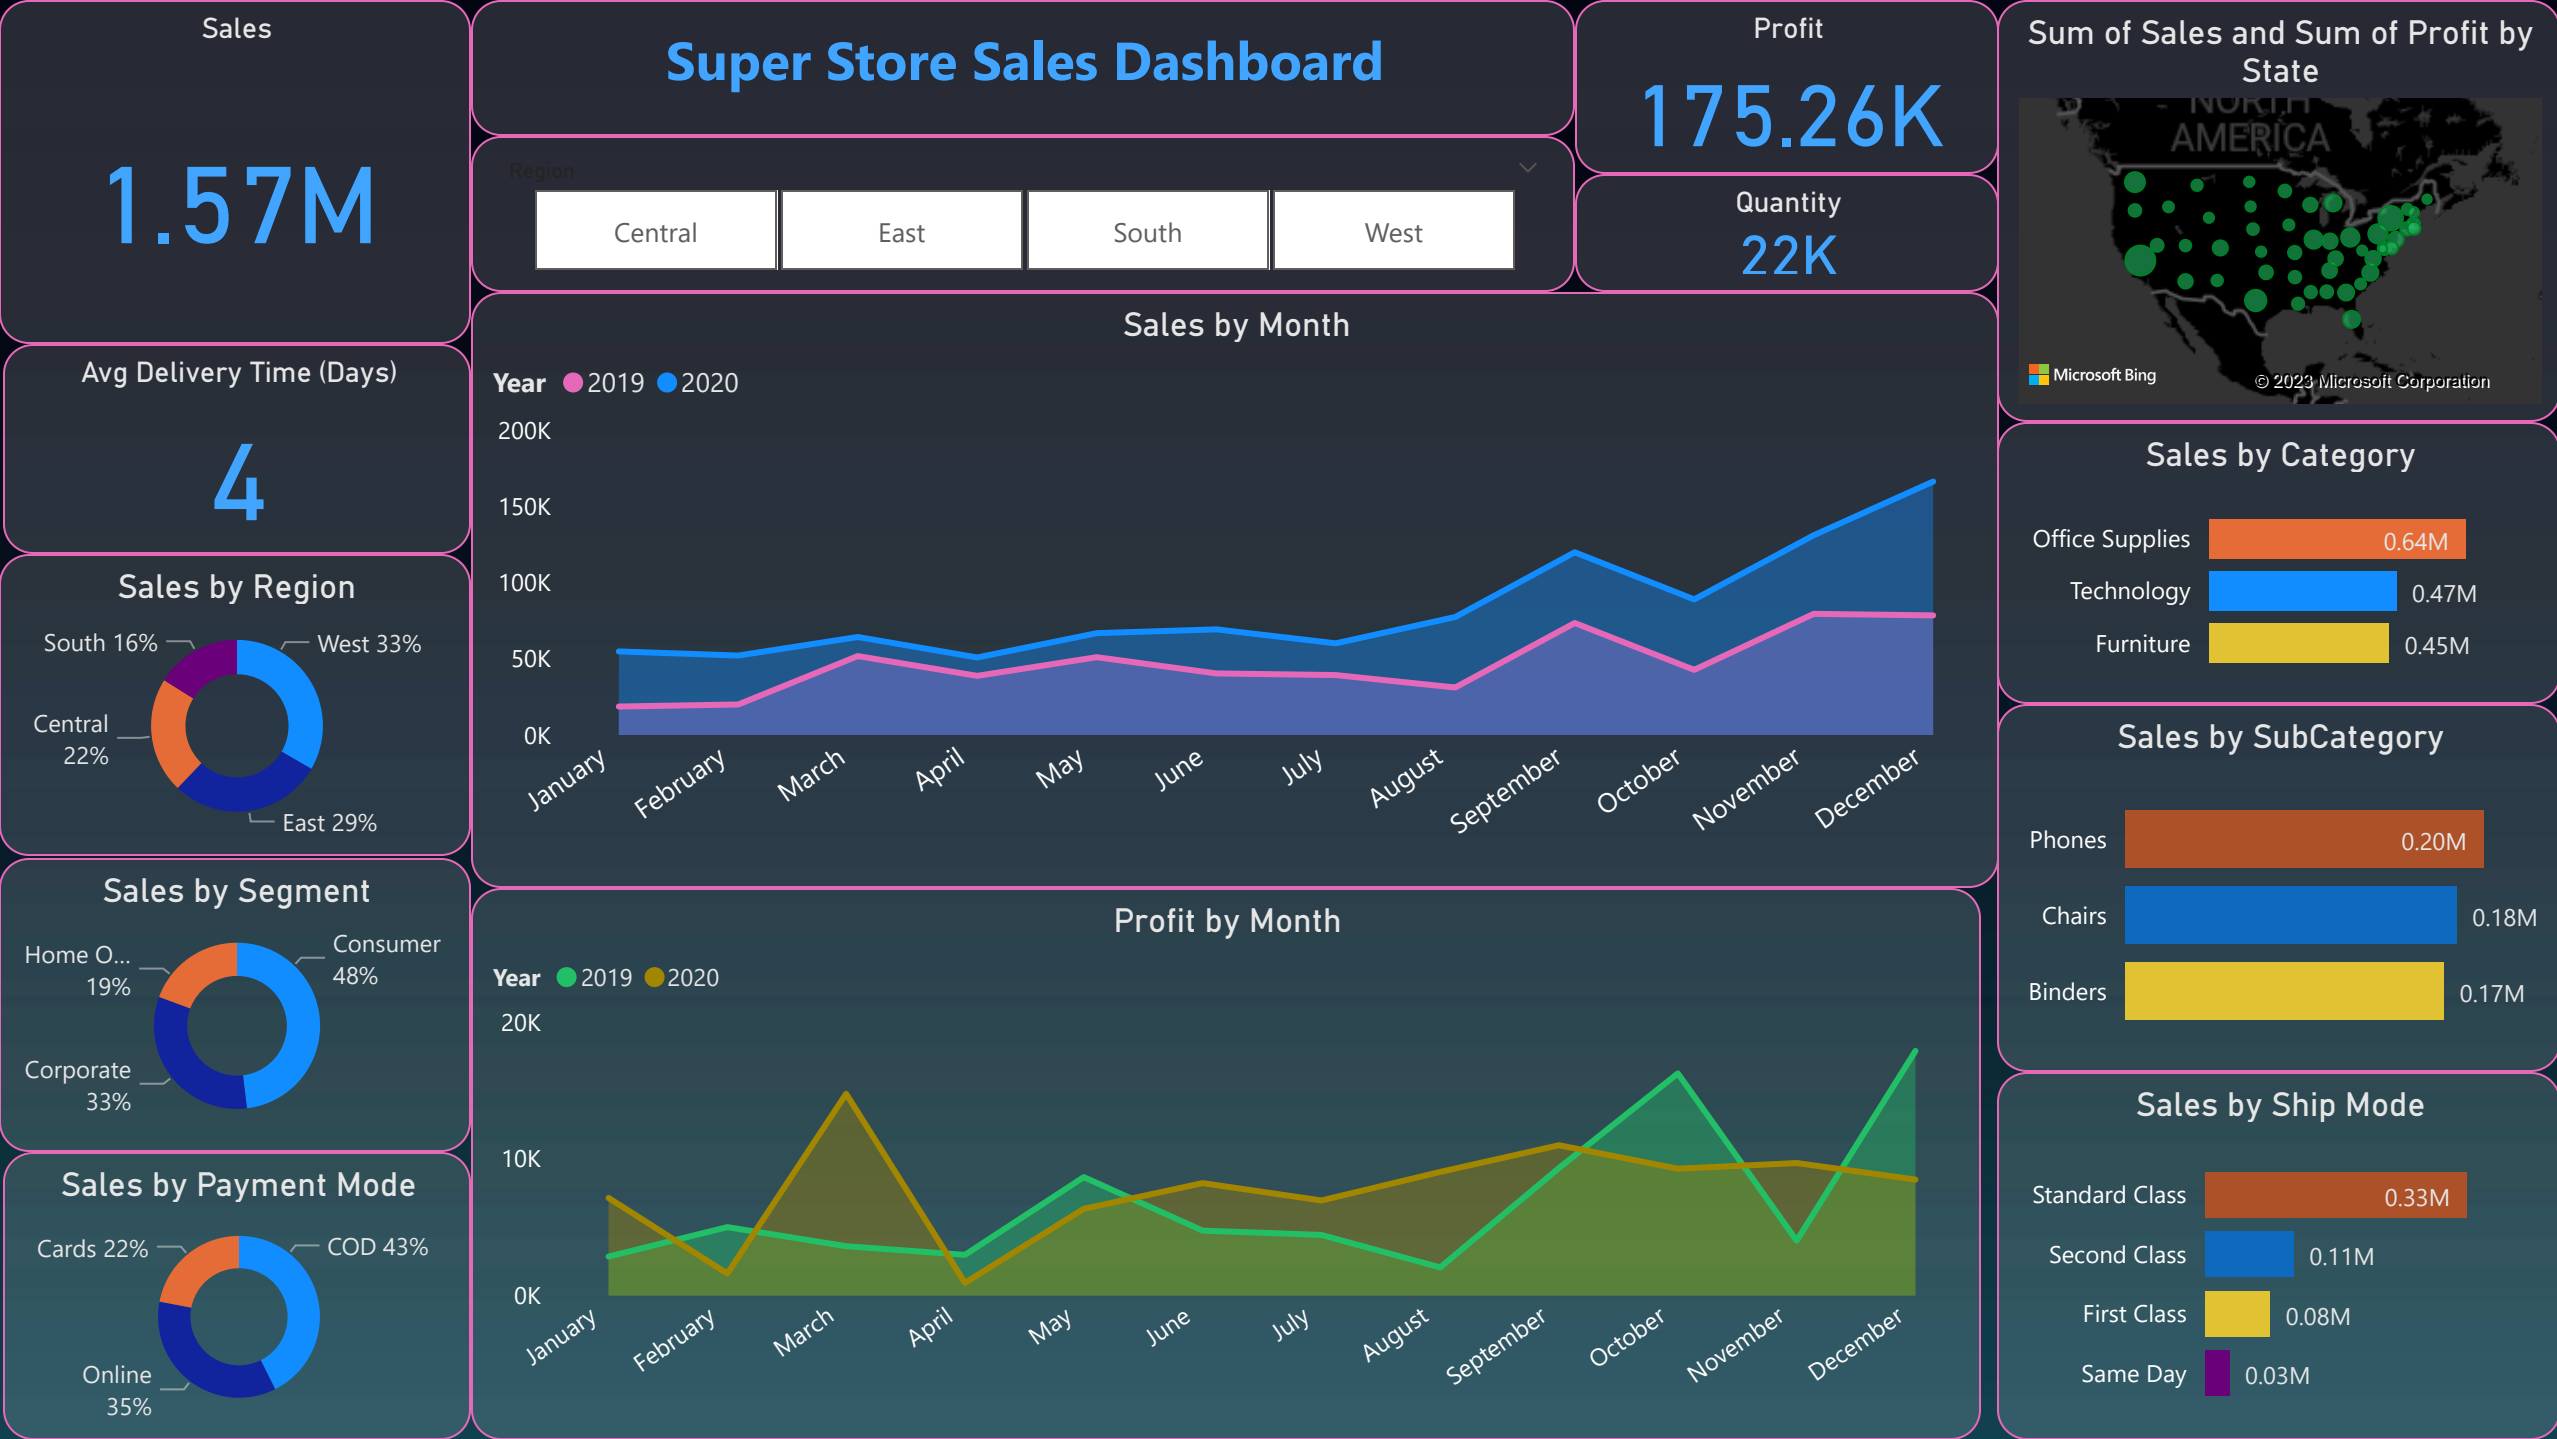 Sales
1.57M
Super Store Sales Dashboard
Region
Central
East
South
West
Profit
175.26K
Quantity
22K
Sum of Sales and Sum of Profit by
State
NORTH
AMERICA
Microsoft Bing
© 2023 Microsoft Corporation
Avg Delivery Time (Days)
4
Sales by Month
Year 2019 2020
200K
150K
100K
50K
0K
January
February
March
April
May
June
July
August
September
October
November
December
Sales by Category
Office Supplies 0.64M
Technology 0.47M
Furniture 0.45M
Sales by Region
South 16%
West 33%
Central
22%
East 29%
Sales by SubCategory
Phones 0.20M
Chairs 0.18M
Binders 0.17M
Sales by Segment
Home O...
19%
Consumer
48%
Corporate
33%
Profit by Month
Year 2019 2020
20K
10K
0K
January
February
March
April
May
June
July
August
September
October
November
December
Sales by Ship Mode
Standard Class 0.33M
Second Class 0.11M
First Class 0.08M
Same Day 0.03M
Sales by Payment Mode
Cards 22%
COD 43%
Online
35%